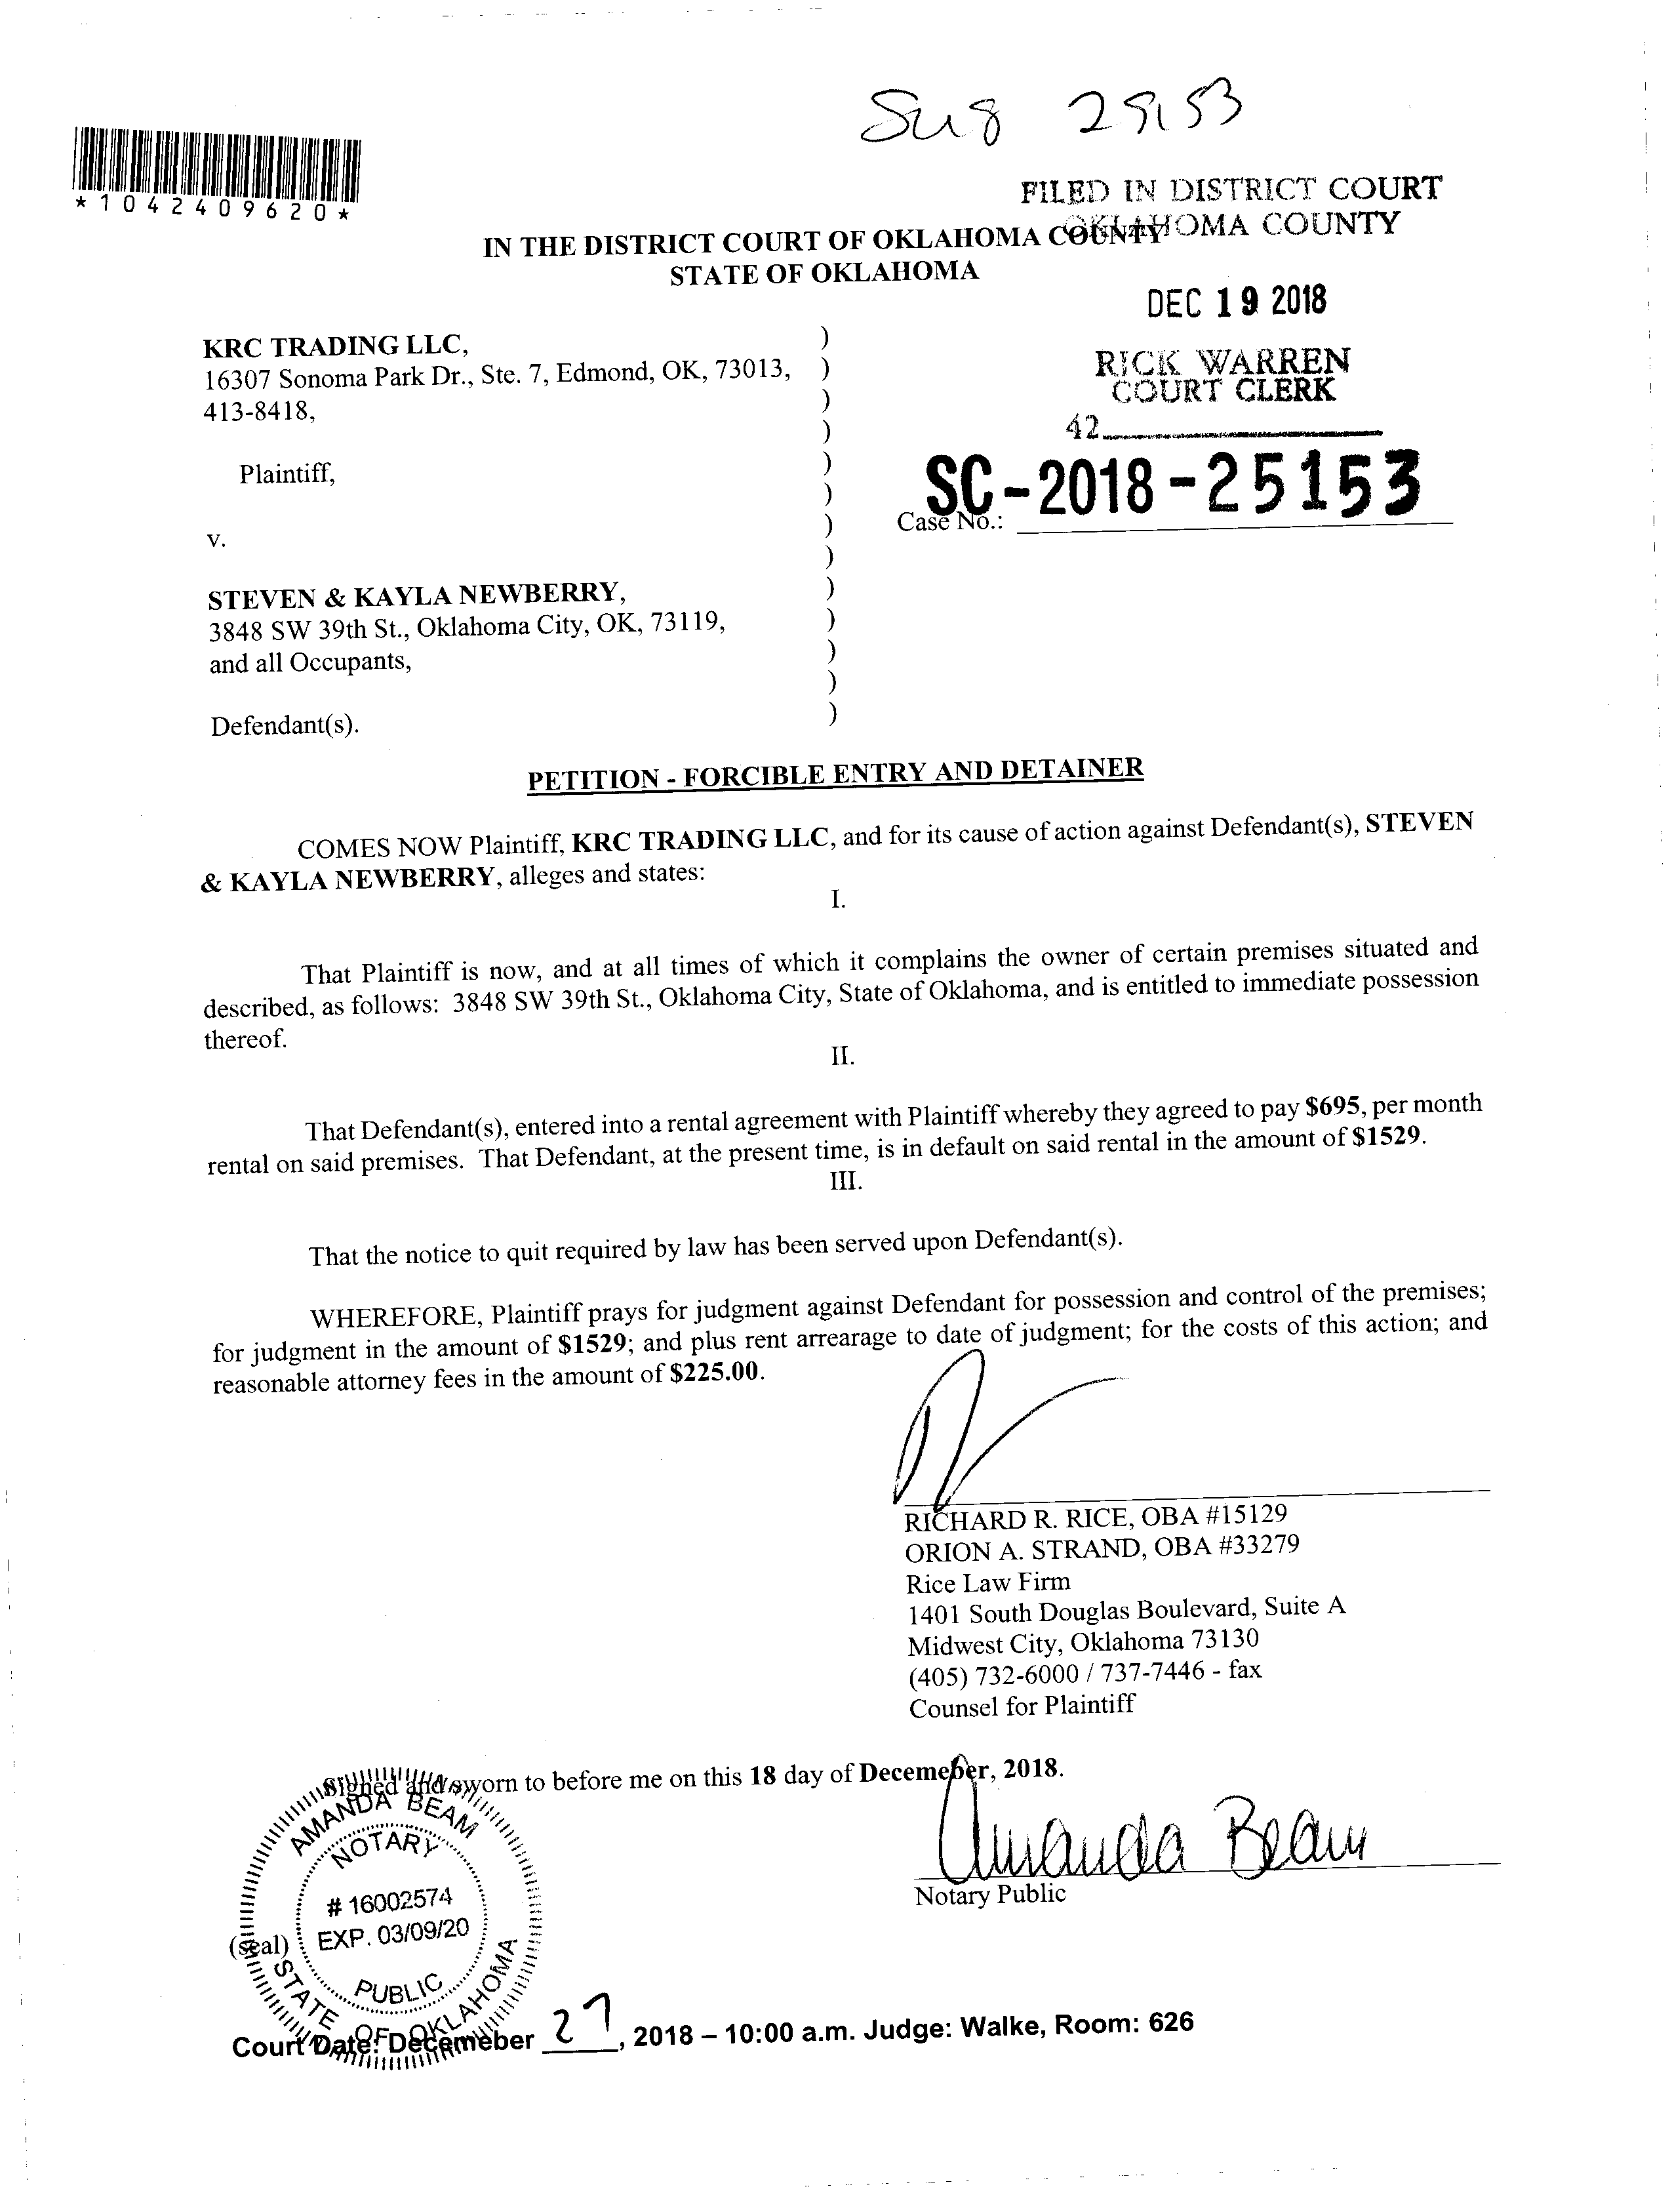 29153
*1042409620*
FILED IN DISTRICT COURT
OKLAHOMA COUNTY
IN THE DISTRICT COURT OF OKLAHOMA COUNTY
STATE OF OKLAHOMA
DEC 19 2018
KRC TRADING LLC, )
16307 Sonoma Park Dr., Ste. 7, Edmond, OK, 73013, )
413-8418, )
RICK WARREN
COURT CLERK
42
)
Plaintiff, )
)
SC-2018-25153
) Case No.:
v. )
STEVEN & KAYLA NEWBERRY, )
3848 SW 39th St., Oklahoma City, OK, 73119, )
and all Occupants, )
)
Defendant(s). )
PETITION - FORCIBLE ENTRY AND DETAINER
COMES NOW Plaintiff, KRC TRADING LLC, and for its cause of action against Defendant(s), STEVEN
& KAYLA NEWBERRY, alleges and states:
I.
That Plaintiff is now, and at all times of which it complains the owner of certain premises situated and
described, as follows: 3848 SW 39th St., Oklahoma City, State of Oklahoma, and is entitled to immediate possession
thereof.
II.
That Defendant(s), entered into a rental agreement with Plaintiff whereby they agreed to pay $695, per month
rental on said premises. That Defendant, at the present time, is in default on said rental in the amount of $1529.
III.
That the notice to quit required by law has been served upon Defendant(s).
WHEREFORE, Plaintiff prays for judgment against Defendant for possession and control of the premises;
for judgment in the amount of $1529; and plus rent arrearage to date of judgment; for the costs of this action; and
reasonable attorney fees in the amount of $225.00.
RICHARD R. RICE, OBA #15129
ORION A. STRAND, OBA #33279
Rice Law Firm
1401 South Douglas Boulevard, Suite A
Midwest City, Oklahoma 73130
(405) 732-6000 / 737-7446 - fax
Counsel for Plaintiff
Signed and sworn to before me on this 18 day of Decemeber, 2018.
Amanda Beam
Notary Public
AMANDA BEAM
NOTARY
# 16002574
EXP. 03/09/20
PUBLIC
STATE OF OKLAHOMA
(seal)
Court Date: Decemeber 27, 2018 – 10:00 a.m. Judge: Walke, Room: 626